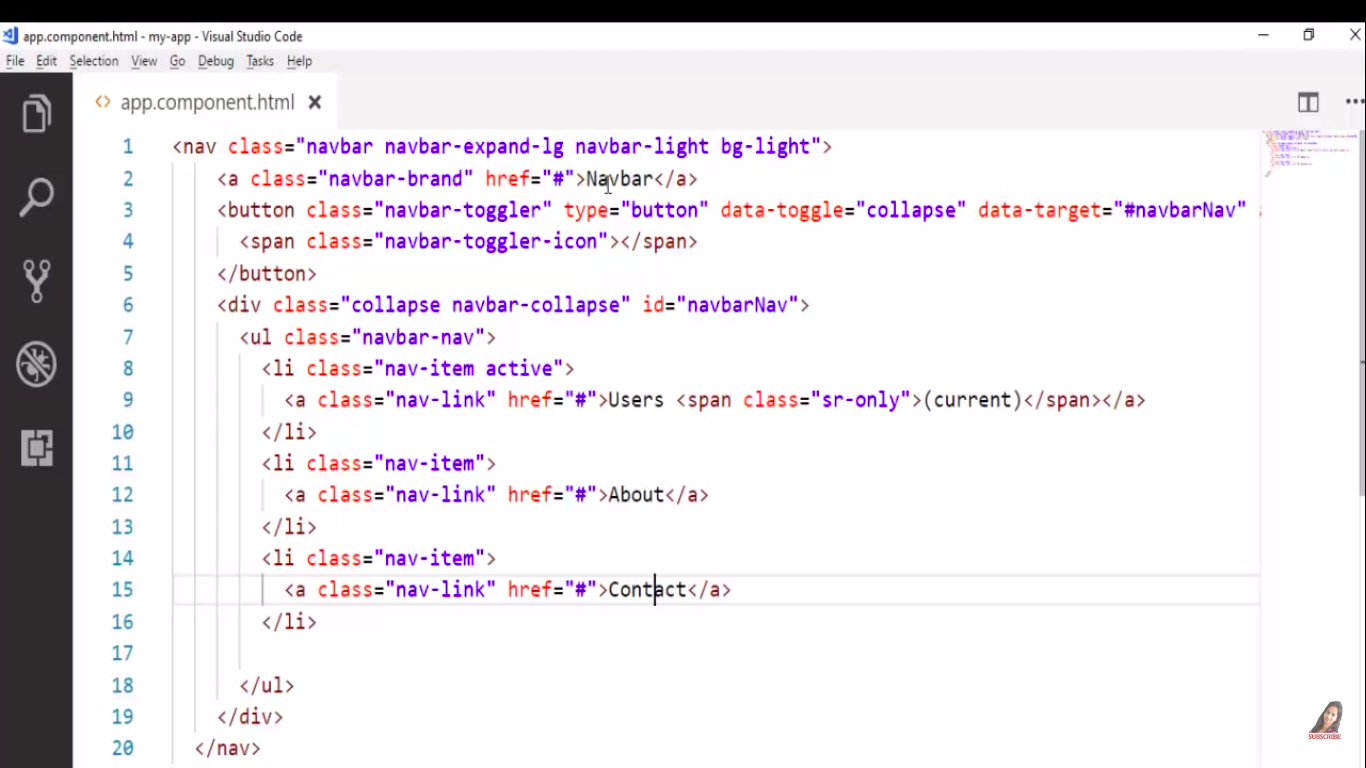 app.component.html - my-app - Visual Studio Code
File Edit Selection View Go Debug Tasks Help
app.component.html
1 <nav class="navbar navbar-expand-lg navbar-light bg-light">
2 <a class="navbar-brand" href="#">Navbar</a>
3 <button class="navbar-toggler" type="button" data-toggle="collapse" data-target="#navbarNav"
4 <span class="navbar-toggler-icon"></span>
5 </button>
6 <div class="collapse navbar-collapse" id="navbarNav">
7 <ul class="navbar-nav">
8 <li class="nav-item active">
9 <a class="nav-link" href="#">Users <span class="sr-only">(current)</span></a>
10 </li>
11 <li class="nav-item">
12 <a class="nav-link" href="#">About</a>
13 </li>
14 <li class="nav-item">
15 <a class="nav-link" href="#">Contact</a>
16 </li>
17
18 </ul>
19 </div>
20 </nav>
SUBSCRIBE